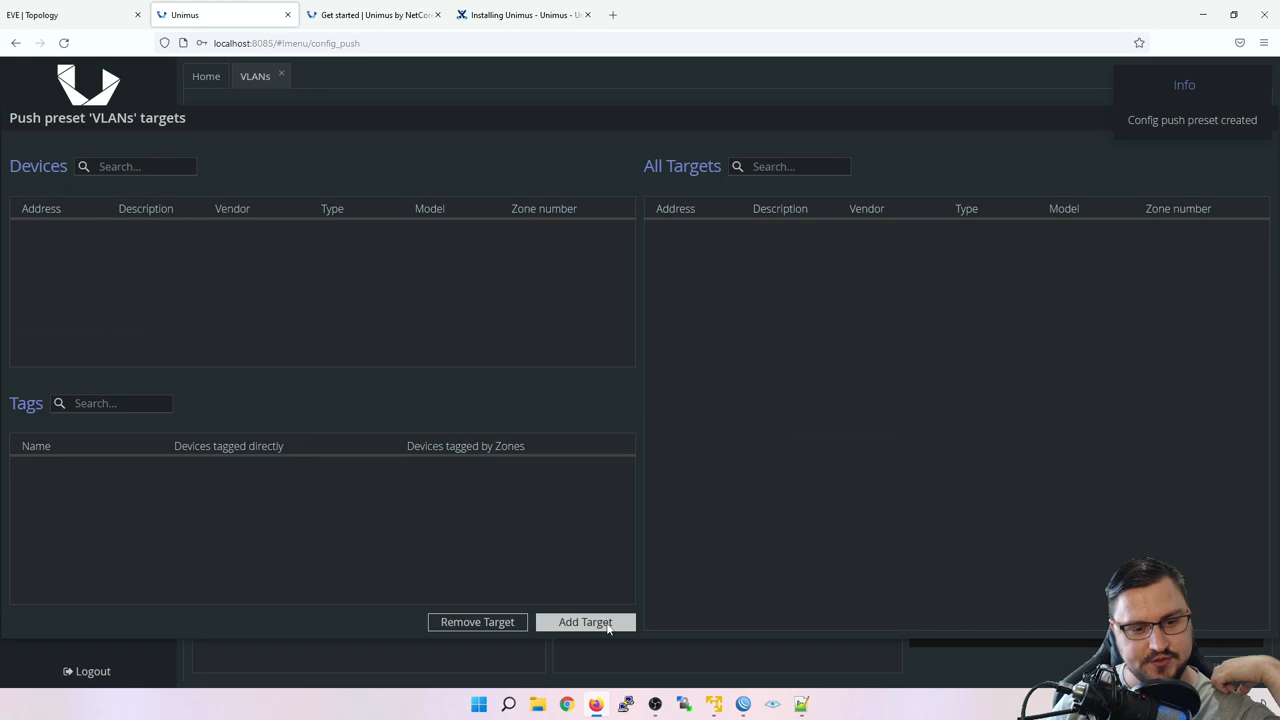 EVE | Topology
Unimus
Get started | Unimus by NetCor
Installing Unimus - Unimus - Un
localhost:8085/#!menu/config_push
Home
VLANs
Info
Config push preset created
Push preset 'VLANs' targets
Devices
Search...
All Targets
Search...
Address Description Vendor Type Model Zone number
Address Description Vendor Type Model Zone number
Tags
Search...
Name Devices tagged directly Devices tagged by Zones
Remove Target
Add Target
Logout